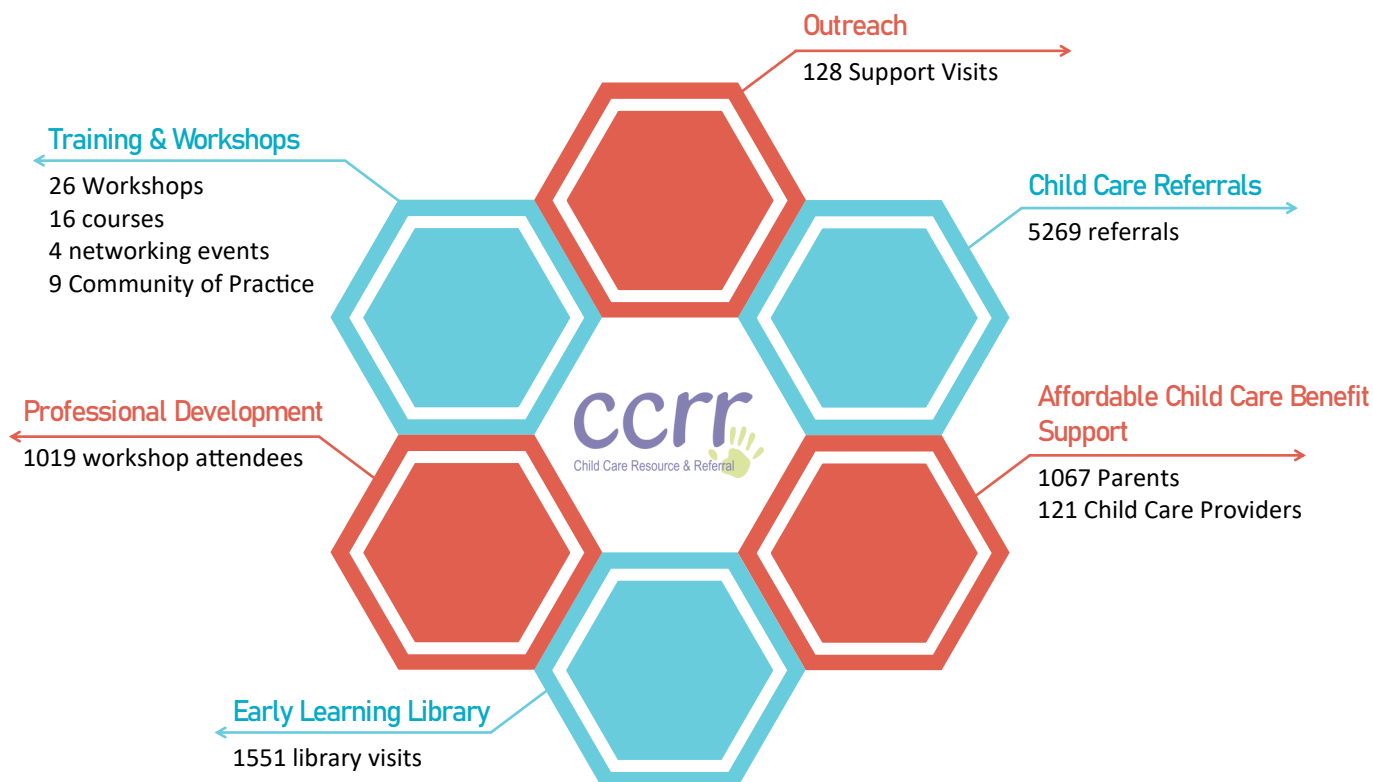 Outreach
128 Support Visits
Training & Workshops
26 Workshops
16 courses
4 networking events
9 Community of Practice
Child Care Referrals
5269 referrals
ccrr
Child Care Resource & Referral
Professional Development
1019 workshop attendees
Affordable Child Care Benefit
Support
1067 Parents
121 Child Care Providers
Early Learning Library
1551 library visits